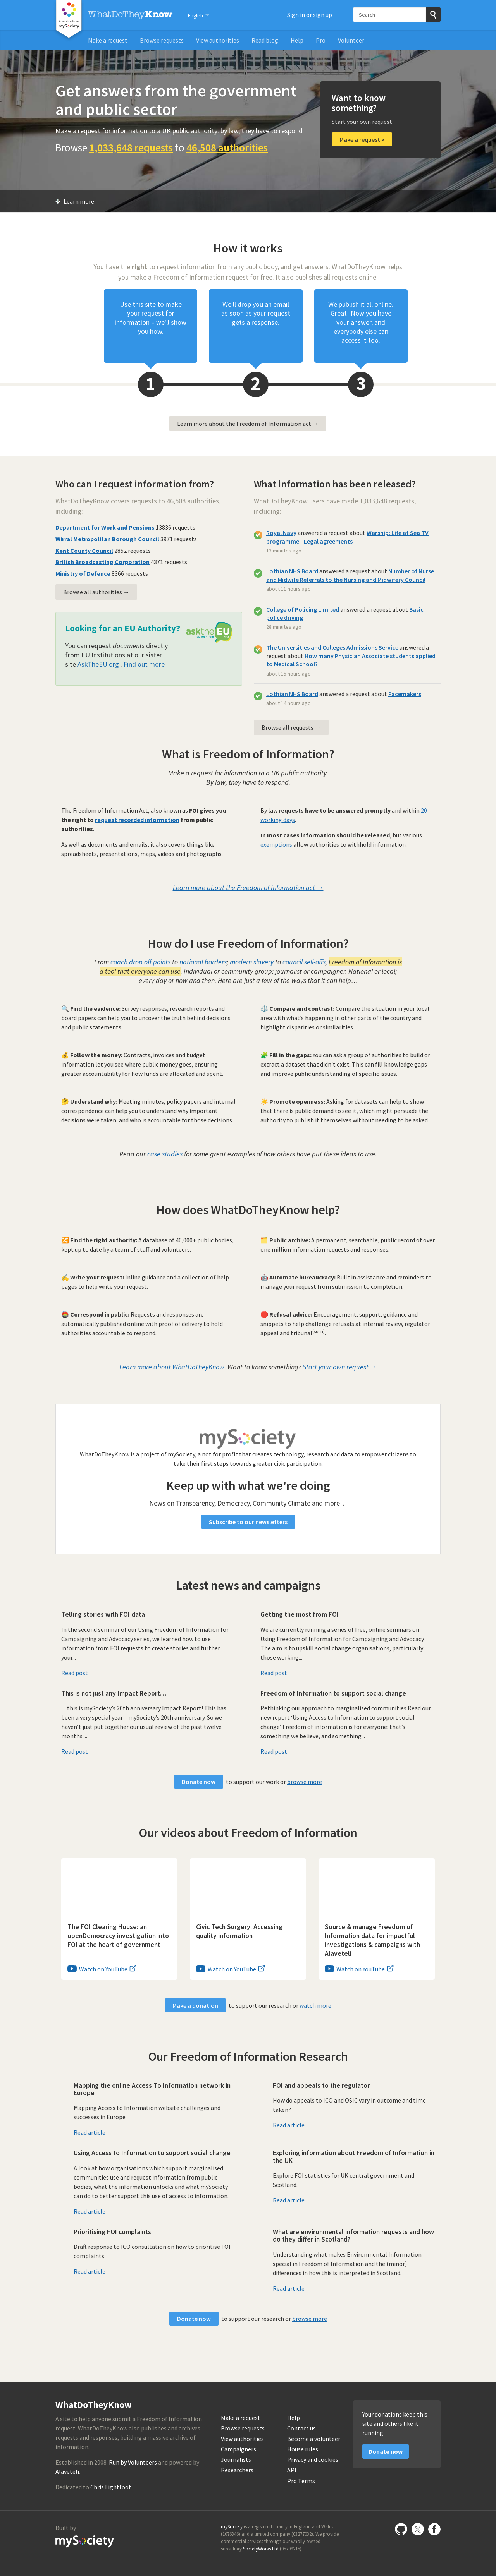 mySociety
WhatDoTheyKnow
English
Sign in or sign up
Search
Make a request
Browse requests
View authorities
Read blog
Help
Pro
Volunteer
Get answers from the government
and public sector
Make a request for information to a UK public authority: by law, they have to respond
Browse 1,033,648 requests to 46,508 authorities
Want to know
something?
Start your own request
Make a request »
Learn more
How it works
You have the right to request information from any public body, and get answers. WhatDoTheyKnow helps
you make a Freedom of Information request for free. It also publishes all requests online.
Use this site to make
your request for
information – we'll show
you how.
We'll drop you an email
as soon as your request
gets a response.
We publish it all online.
Great! Now you have
your answer, and
everybody else can
access it too.
1
2
3
Learn more about the Freedom of Information act →
Who can I request information from?
WhatDoTheyKnow covers requests to 46,508 authorities,
including:
Department for Work and Pensions 13836 requests
Wirral Metropolitan Borough Council 3971 requests
Kent County Council 2852 requests
British Broadcasting Corporation 4371 requests
Ministry of Defence 8366 requests
Browse all authorities →
Looking for an EU Authority?
asktheEU
You can request documents directly
from EU Institutions at our sister
site AskTheEU.org . Find out more .
What information has been released?
WhatDoTheyKnow users have made 1,033,648 requests,
including:
Royal Navy answered a request about Warship: Life at Sea TV
programme - Legal agreements
13 minutes ago
Lothian NHS Board answered a request about Number of Nurse
and Midwife Referrals to the Nursing and Midwifery Council
about 11 hours ago
College of Policing Limited answered a request about Basic
police driving
28 minutes ago
The Universities and Colleges Admissions Service answered a
request about How many Physician Associate students applied
to Medical School?
about 15 hours ago
Lothian NHS Board answered a request about Pacemakers
about 14 hours ago
Browse all requests →
What is Freedom of Information?
Make a request for information to a UK public authority.
By law, they have to respond.
The Freedom of Information Act, also known as FOI gives you
the right to request recorded information from public
authorities.
As well as documents and emails, it also covers things like
spreadsheets, presentations, maps, videos and photographs.
By law requests have to be answered promptly and within 20
working days.
In most cases information should be released, but various
exemptions allow authorities to withhold information.
Learn more about the Freedom of Information act →
How do I use Freedom of Information?
From coach drop off points to national borders; modern slavery to council sell-offs, Freedom of Information is
a tool that everyone can use. Individual or community group; journalist or campaigner. National or local;
every day or now and then. Here are just a few of the ways that it can help…
🔍 Find the evidence: Survey responses, research reports and
board papers can help you to uncover the truth behind decisions
and public statements.
⚖️ Compare and contrast: Compare the situation in your local
area with what’s happening in other parts of the country and
highlight disparities or similarities.
💰 Follow the money: Contracts, invoices and budget
information let you see where public money goes, ensuring
greater accountability for how funds are allocated and spent.
🧩 Fill in the gaps: You can ask a group of authorities to build or
extract a dataset that didn't exist. This can fill knowledge gaps
and improve public understanding of specific issues.
🤔 Understand why: Meeting minutes, policy papers and internal
correspondence can help you to understand why important
decisions were taken, and who is accountable for those decisions.
☀️ Promote openness: Asking for datasets can help to show
that there is public demand to see it, which might persuade the
authority to publish it themselves without needing to be asked.
Read our case studies for some great examples of how others have put these ideas to use.
How does WhatDoTheyKnow help?
🔀 Find the right authority: A database of 46,000+ public bodies,
kept up to date by a team of staff and volunteers.
🗂️ Public archive: A permanent, searchable, public record of over
one million information requests and responses.
✍️ Write your request: Inline guidance and a collection of help
pages to help write your request.
🤖 Automate bureaucracy: Built in assistance and reminders to
manage your request from submission to completion.
Correspond in public: Requests and responses are
automatically published online with proof of delivery to hold
authorities accountable to record.
🛑 Refusal advice: Encouragement, support, guidance and
snippets to help challenge refusals at internal review, regulator
appeal and tribunal
Learn more about WhatDoTheyKnow. Want to know something? Start your own request →
mySociety
WhatDoTheyKnow is a project of mySociety, a not for profit that creates technology, research and data to empower citizens to
take their first steps towards greater civic participation.
Keep up with what we're doing
News on Transparency, Democracy, Community Climate and more…
Subscribe to our newsletters
Latest news and campaigns
Telling stories with FOI data
In the second seminar of our Using Freedom of Information for
Campaigning and Advocacy series, we learned how to use
information from FOI requests to create stories and further
your...
Read post
Getting the most from FOI
We are currently running a series of free, online seminars on
Using Freedom of Information for Campaigning and Advocacy.
The aim is to upskill social change organisations, particularly
those working...
Read post
This is not just any Impact Report…
…this is mySociety’s 20th anniversary Impact Report! This has
been a very special year – mySociety’s 20th anniversary. So we
haven’t just put together our usual review of the past twelve
months:...
Read post
Freedom of Information to support social change
Rethinking our approach to marginalised communities Read our
new report ‘Using Access to Information to support social
change’ Freedom of information is for everyone: that’s
something we believe, and something...
Read post
Donate now to support our work or browse more
Our videos about Freedom of Information
The FOI Clearing House: an
openDemocracy investigation into
FOI at the heart of government
Watch on YouTube
Civic Tech Surgery: Accessing
quality information
Watch on YouTube
Source & manage Freedom of
Information data for impactful
investigations & campaigns with
Alaveteli
Watch on YouTube
Make a donation to support our research or watch more
Our Freedom of Information Research
Mapping the online Access To Information network in
Europe
Mapping Access to Information website challenges and
successes in Europe
Read article
FOI and appeals to the regulator
How do appeals to ICO and OSIC vary in outcome and time
taken?
Read article
Using Access to Information to support social change
A look at how organisations which support marginalised
communities use and request information from public
bodies, what the information unlocks and what mySociety
can do to better support this use of access to information.
Read article
Exploring information about Freedom of Information in
the UK
Explore FOI statistics for UK central government and
Scotland.
Read article
Prioritising FOI complaints
Draft response to ICO consultation on how to prioritise FOI
complaints
Read article
What are environmental information requests and how
do they differ in Scotland?
Understanding what makes Environmental Information
special in Freedom of Information and the (minor)
differences in how this is interpreted in Scotland.
Read article
Donate now to support our research or browse more
WhatDoTheyKnow
A site to help anyone submit a Freedom of Information
request. WhatDoTheyKnow also publishes and archives
requests and responses, building a massive archive of
information.
Established in 2008. Run by Volunteers and powered by
Alaveteli.
Dedicated to Chris Lightfoot.
Make a request
Browse requests
View authorities
Campaigners
Journalists
Researchers
Help
Contact us
Become a volunteer
House rules
Privacy and cookies
API
Pro Terms
Your donations keep this
site and others like it
running
Donate now
Built by
mySociety
mySociety is a registered charity in England and Wales
(1076346) and a limited company (03277032). We provide
commercial services through our wholly owned
subsidiary SocietyWorks Ltd (05798215).